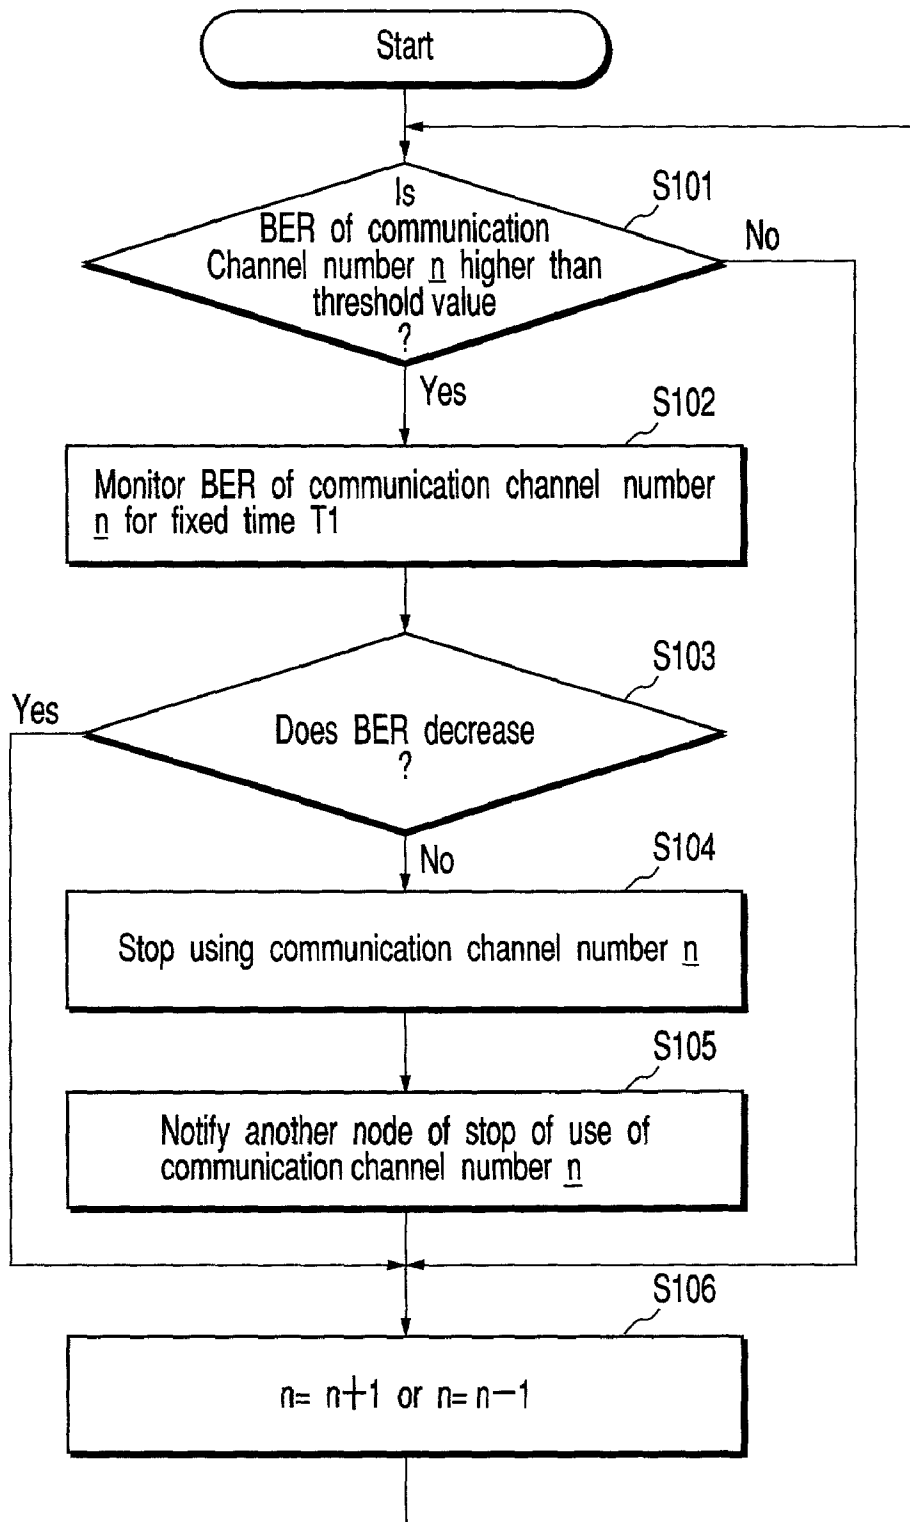 Start
S101
Is
BER of communication
Channel number n higher than
threshold value
?
No
Yes
S102
Monitor BER of communication channel number
n for fixed time T1
S103
Yes
Does BER decrease
?
No
S104
Stop using communication channel number n
S105
Notify another node of stop of use of
communication channel number n
S106
n= n+1 or n= n−1